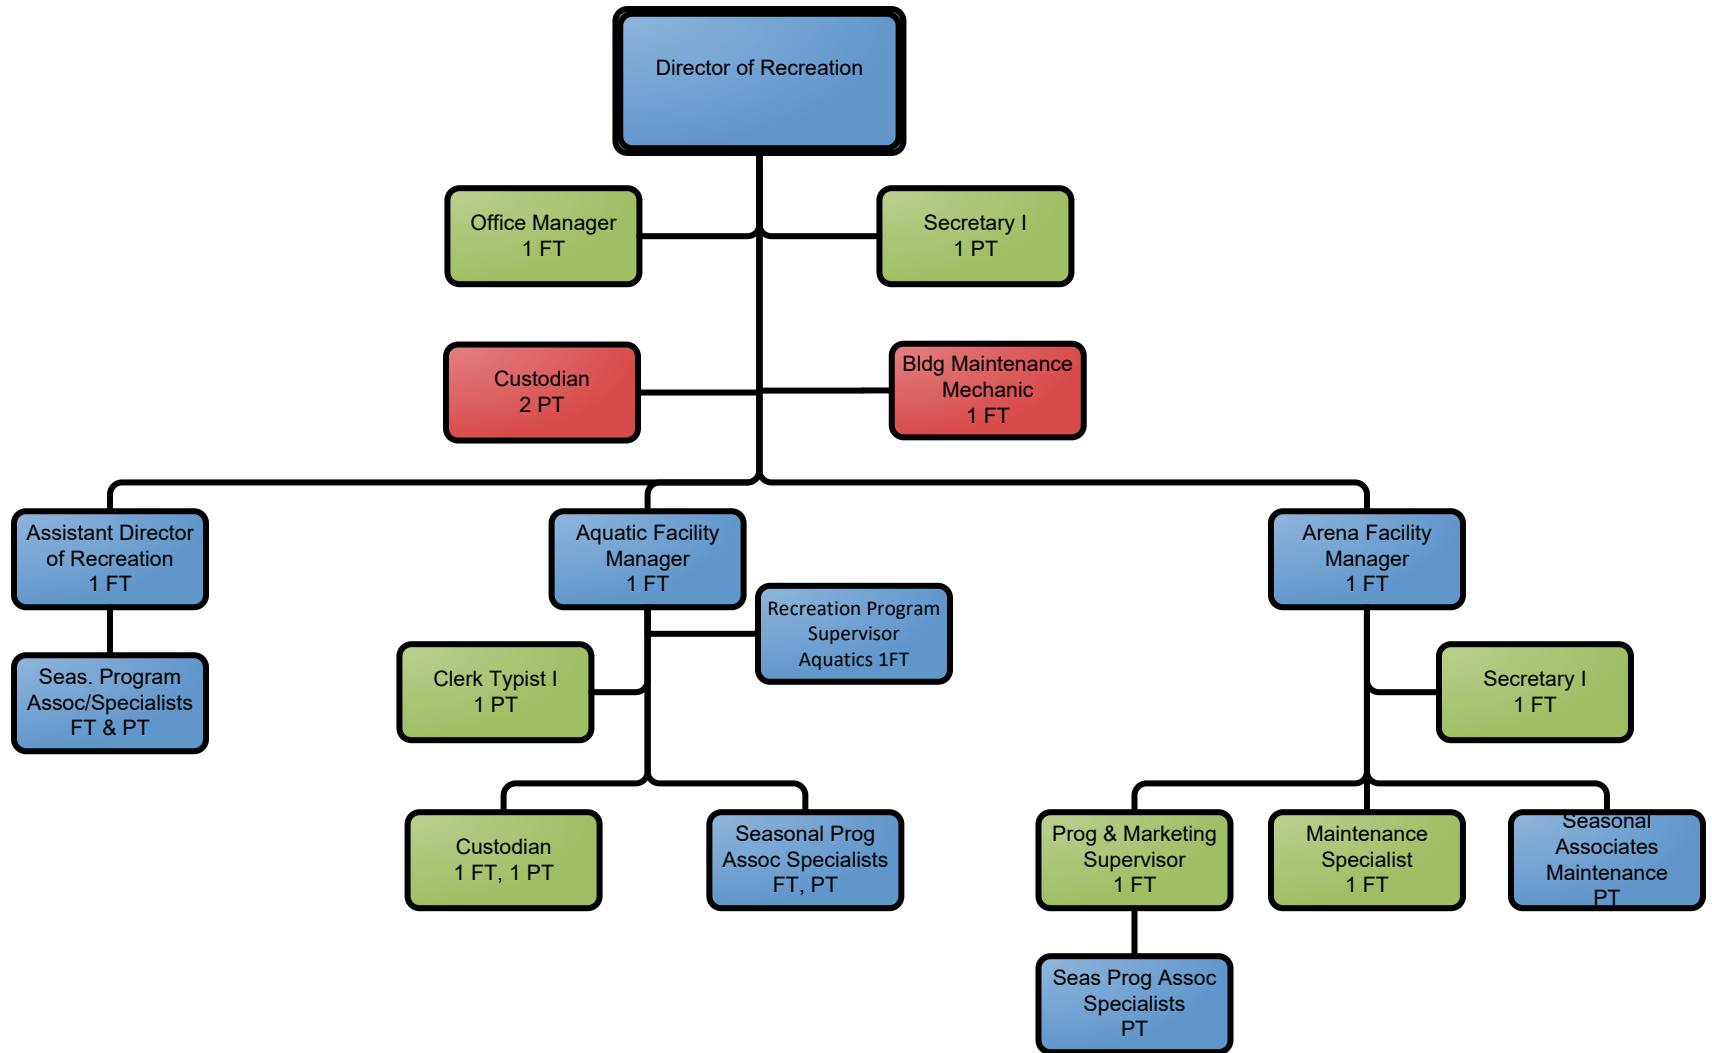 Director of Recreation
Office Manager
1 FT
Secretary I
1 PT
Custodian
2 PT
Bldg Maintenance
Mechanic
1 FT
Assistant Director
of Recreation
1 FT
Aquatic Facility
Manager
1 FT
Arena Facility
Manager
1 FT
Recreation Program
Supervisor
Aquatics 1FT
Seas. Program
Assoc/Specialists
FT & PT
Clerk Typist I
1 PT
Secretary I
1 FT
Custodian
1 FT, 1 PT
Seasonal Prog
Assoc Specialists
FT, PT
Prog & Marketing
Supervisor
1 FT
Maintenance
Specialist
1 FT
Seasonal
Associates
Maintenance
PT
Seas Prog Assoc
Specialists
PT